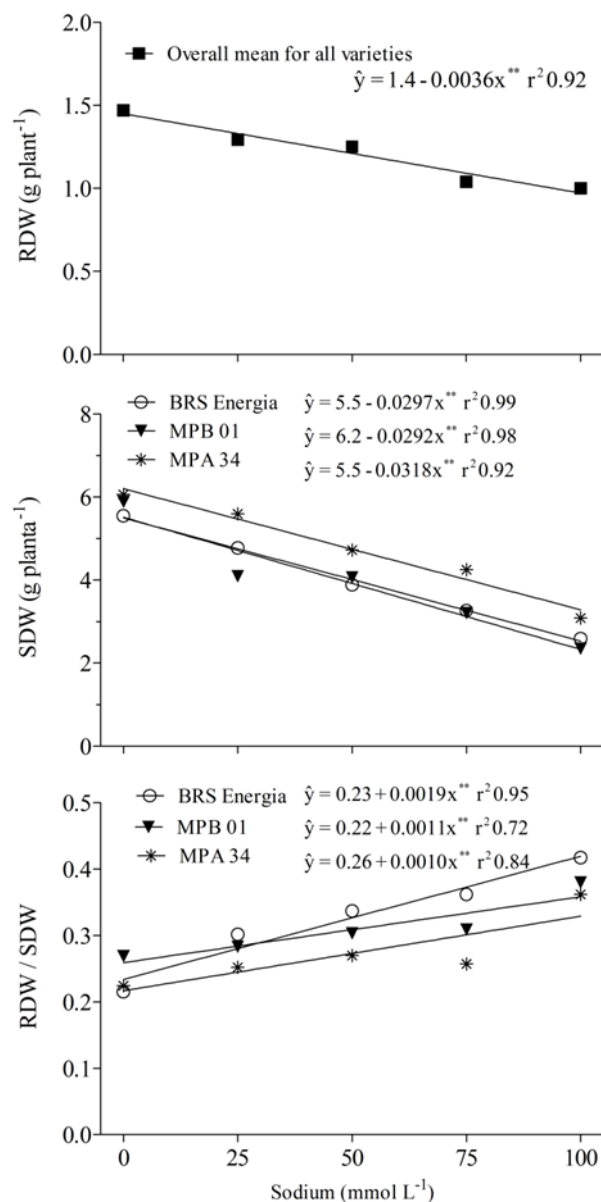 2.0
Overall mean for all varieties
ŷ = 1.4 - 0.0036x** r² 0.92
1.5
1.0
0.5
0.0
RDW (g plant⁻¹)
8
BRS Energia ŷ = 5.5 - 0.0297x** r² 0.99
MPB 01 ŷ = 6.2 - 0.0292x** r² 0.98
MPA 34 ŷ = 5.5 - 0.0318x** r² 0.92
6
4
2
0
SDW (g planta⁻¹)
0.5
BRS Energia ŷ = 0.23 + 0.0019x** r² 0.95
MPB 01 ŷ = 0.22 + 0.0011x** r² 0.72
MPA 34 ŷ = 0.26 + 0.0010x** r² 0.84
0.4
0.3
0.2
0.1
0.0
RDW / SDW
0 25 50 75 100
Sodium (mmol L⁻¹)